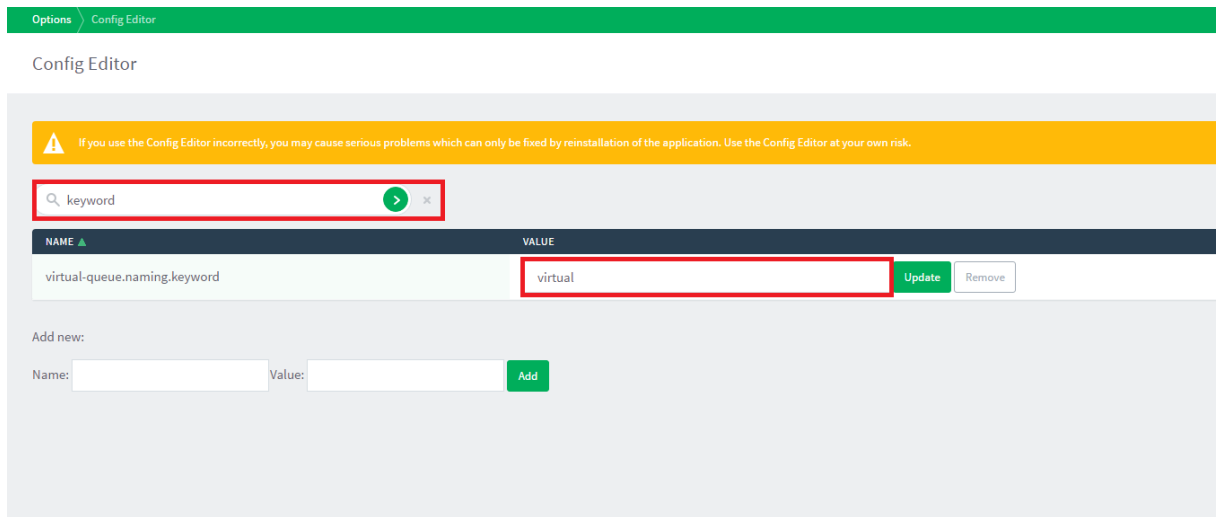 Options Config Editor
Config Editor
If you use the Config Editor incorrectly, you may cause serious problems which can only be fixed by reinstallation of the application. Use the Config Editor at your own risk.
keyword
NAME VALUE
virtual-queue.naming.keyword virtual Update Remove
Add new:
Name: Value: Add